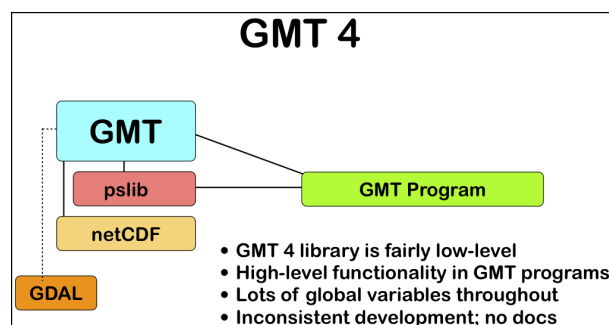 GMT 4
GMT
pslib
GMT Program
netCDF
GDAL
• GMT 4 library is fairly low-level
• High-level functionality in GMT programs
• Lots of global variables throughout
• Inconsistent development; no docs